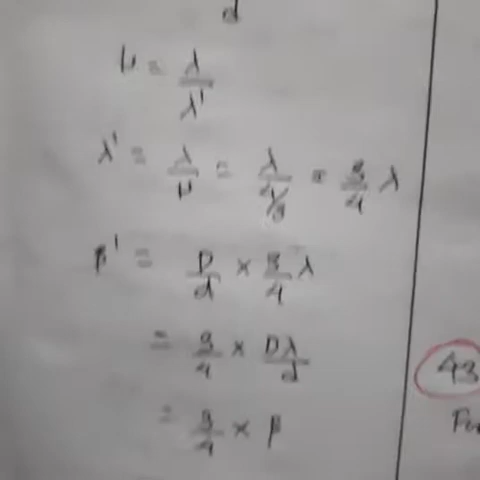 d
μ = λ/λ'
λ' = λ/μ = λ/(4/3) = 3/4 λ
β' = D/d × 3/4 λ
= 3/4 × Dλ/d
= 3/4 × β
43